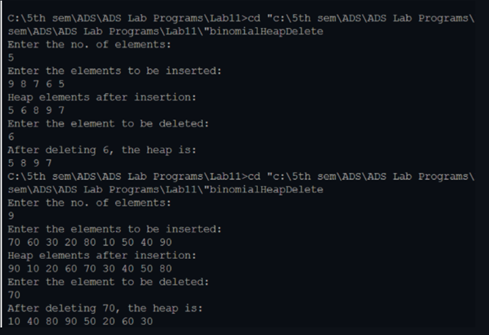 C:\5th sem\ADS\ADS Lab Programs\Lab11>cd "c:\5th sem\ADS\ADS Lab Programs\
sem\ADS\ADS Lab Programs\Lab11\"binomialHeapDelete
Enter the no. of elements:
5
Enter the elements to be inserted:
9 8 7 6 5
Heap elements after insertion:
5 6 8 9 7
Enter the element to be deleted:
6
After deleting 6, the heap is:
5 8 9 7
C:\5th sem\ADS\ADS Lab Programs\Lab11>cd "c:\5th sem\ADS\ADS Lab Programs\
sem\ADS\ADS Lab Programs\Lab11\"binomialHeapDelete
Enter the no. of elements:
9
Enter the elements to be inserted:
70 60 30 20 80 10 50 40 90
Heap elements after insertion:
90 10 20 60 70 30 40 50 80
Enter the element to be deleted:
70
After deleting 70, the heap is:
10 40 80 90 50 20 60 30